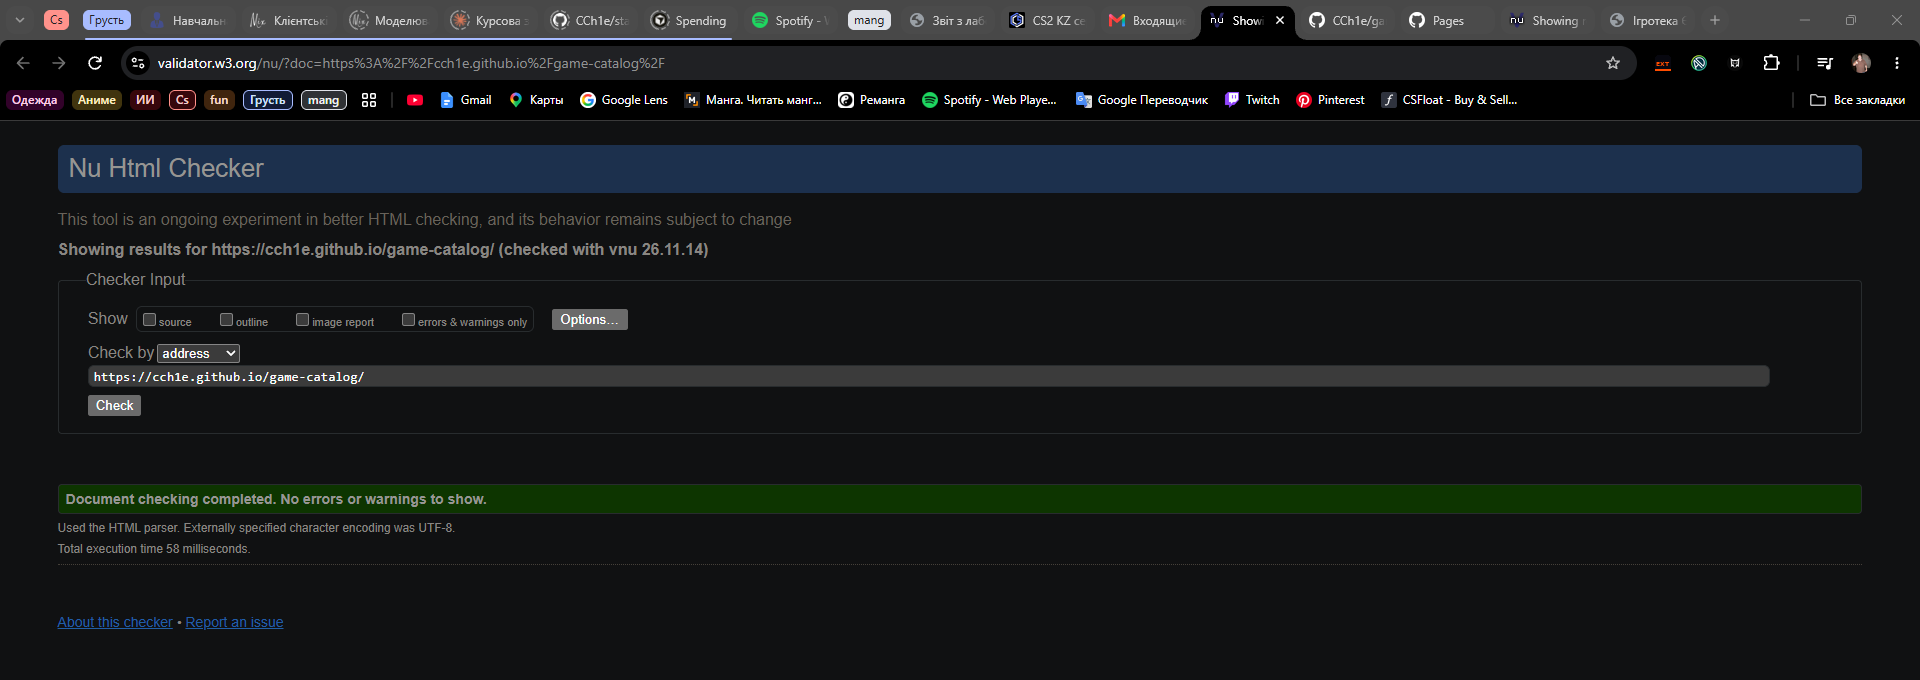 Cs
Грусть
Навчальн
Клієнтськ
Моделюв
Курсова з
CCh1e/sta
Spending
Spotify - V
mang
Звіт з лаб
CS2 KZ се
Входящие
Showi
CCh1e/ga
Pages
Showing r
Ігротека
validator.w3.org/nu/?doc=https%3A%2F%2Fcch1e.github.io%2Fgame-catalog%2F
Одежда
Аниме
ИИ
Cs
fun
Грусть
mang
Gmail
Карты
Google Lens
Манга. Читать манг...
Реманга
Spotify - Web Playe...
Google Переводчик
Twitch
Pinterest
CSFloat - Buy & Sell...
Все закладки
Nu Html Checker
This tool is an ongoing experiment in better HTML checking, and its behavior remains subject to change
Showing results for https://cch1e.github.io/game-catalog/ (checked with vnu 26.11.14)
Checker Input
Show source outline image report errors & warnings only Options...
Check by address
https://cch1e.github.io/game-catalog/
Check
Document checking completed. No errors or warnings to show.
Used the HTML parser. Externally specified character encoding was UTF-8.
Total execution time 58 milliseconds.
About this checker • Report an issue